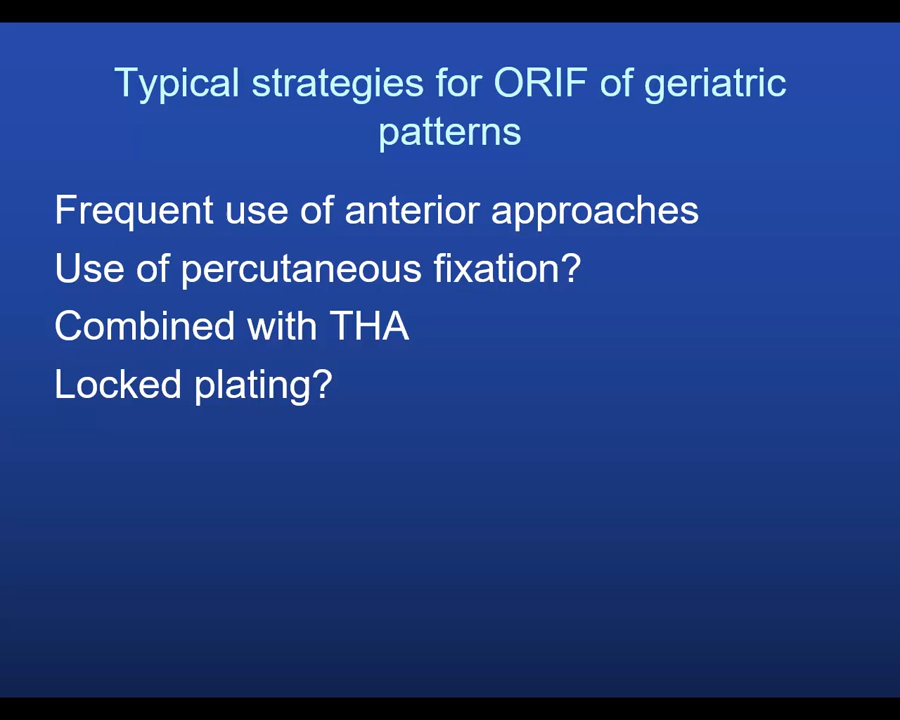 Typical strategies for ORIF of geriatric
patterns
Frequent use of anterior approaches
Use of percutaneous fixation?
Combined with THA
Locked plating?